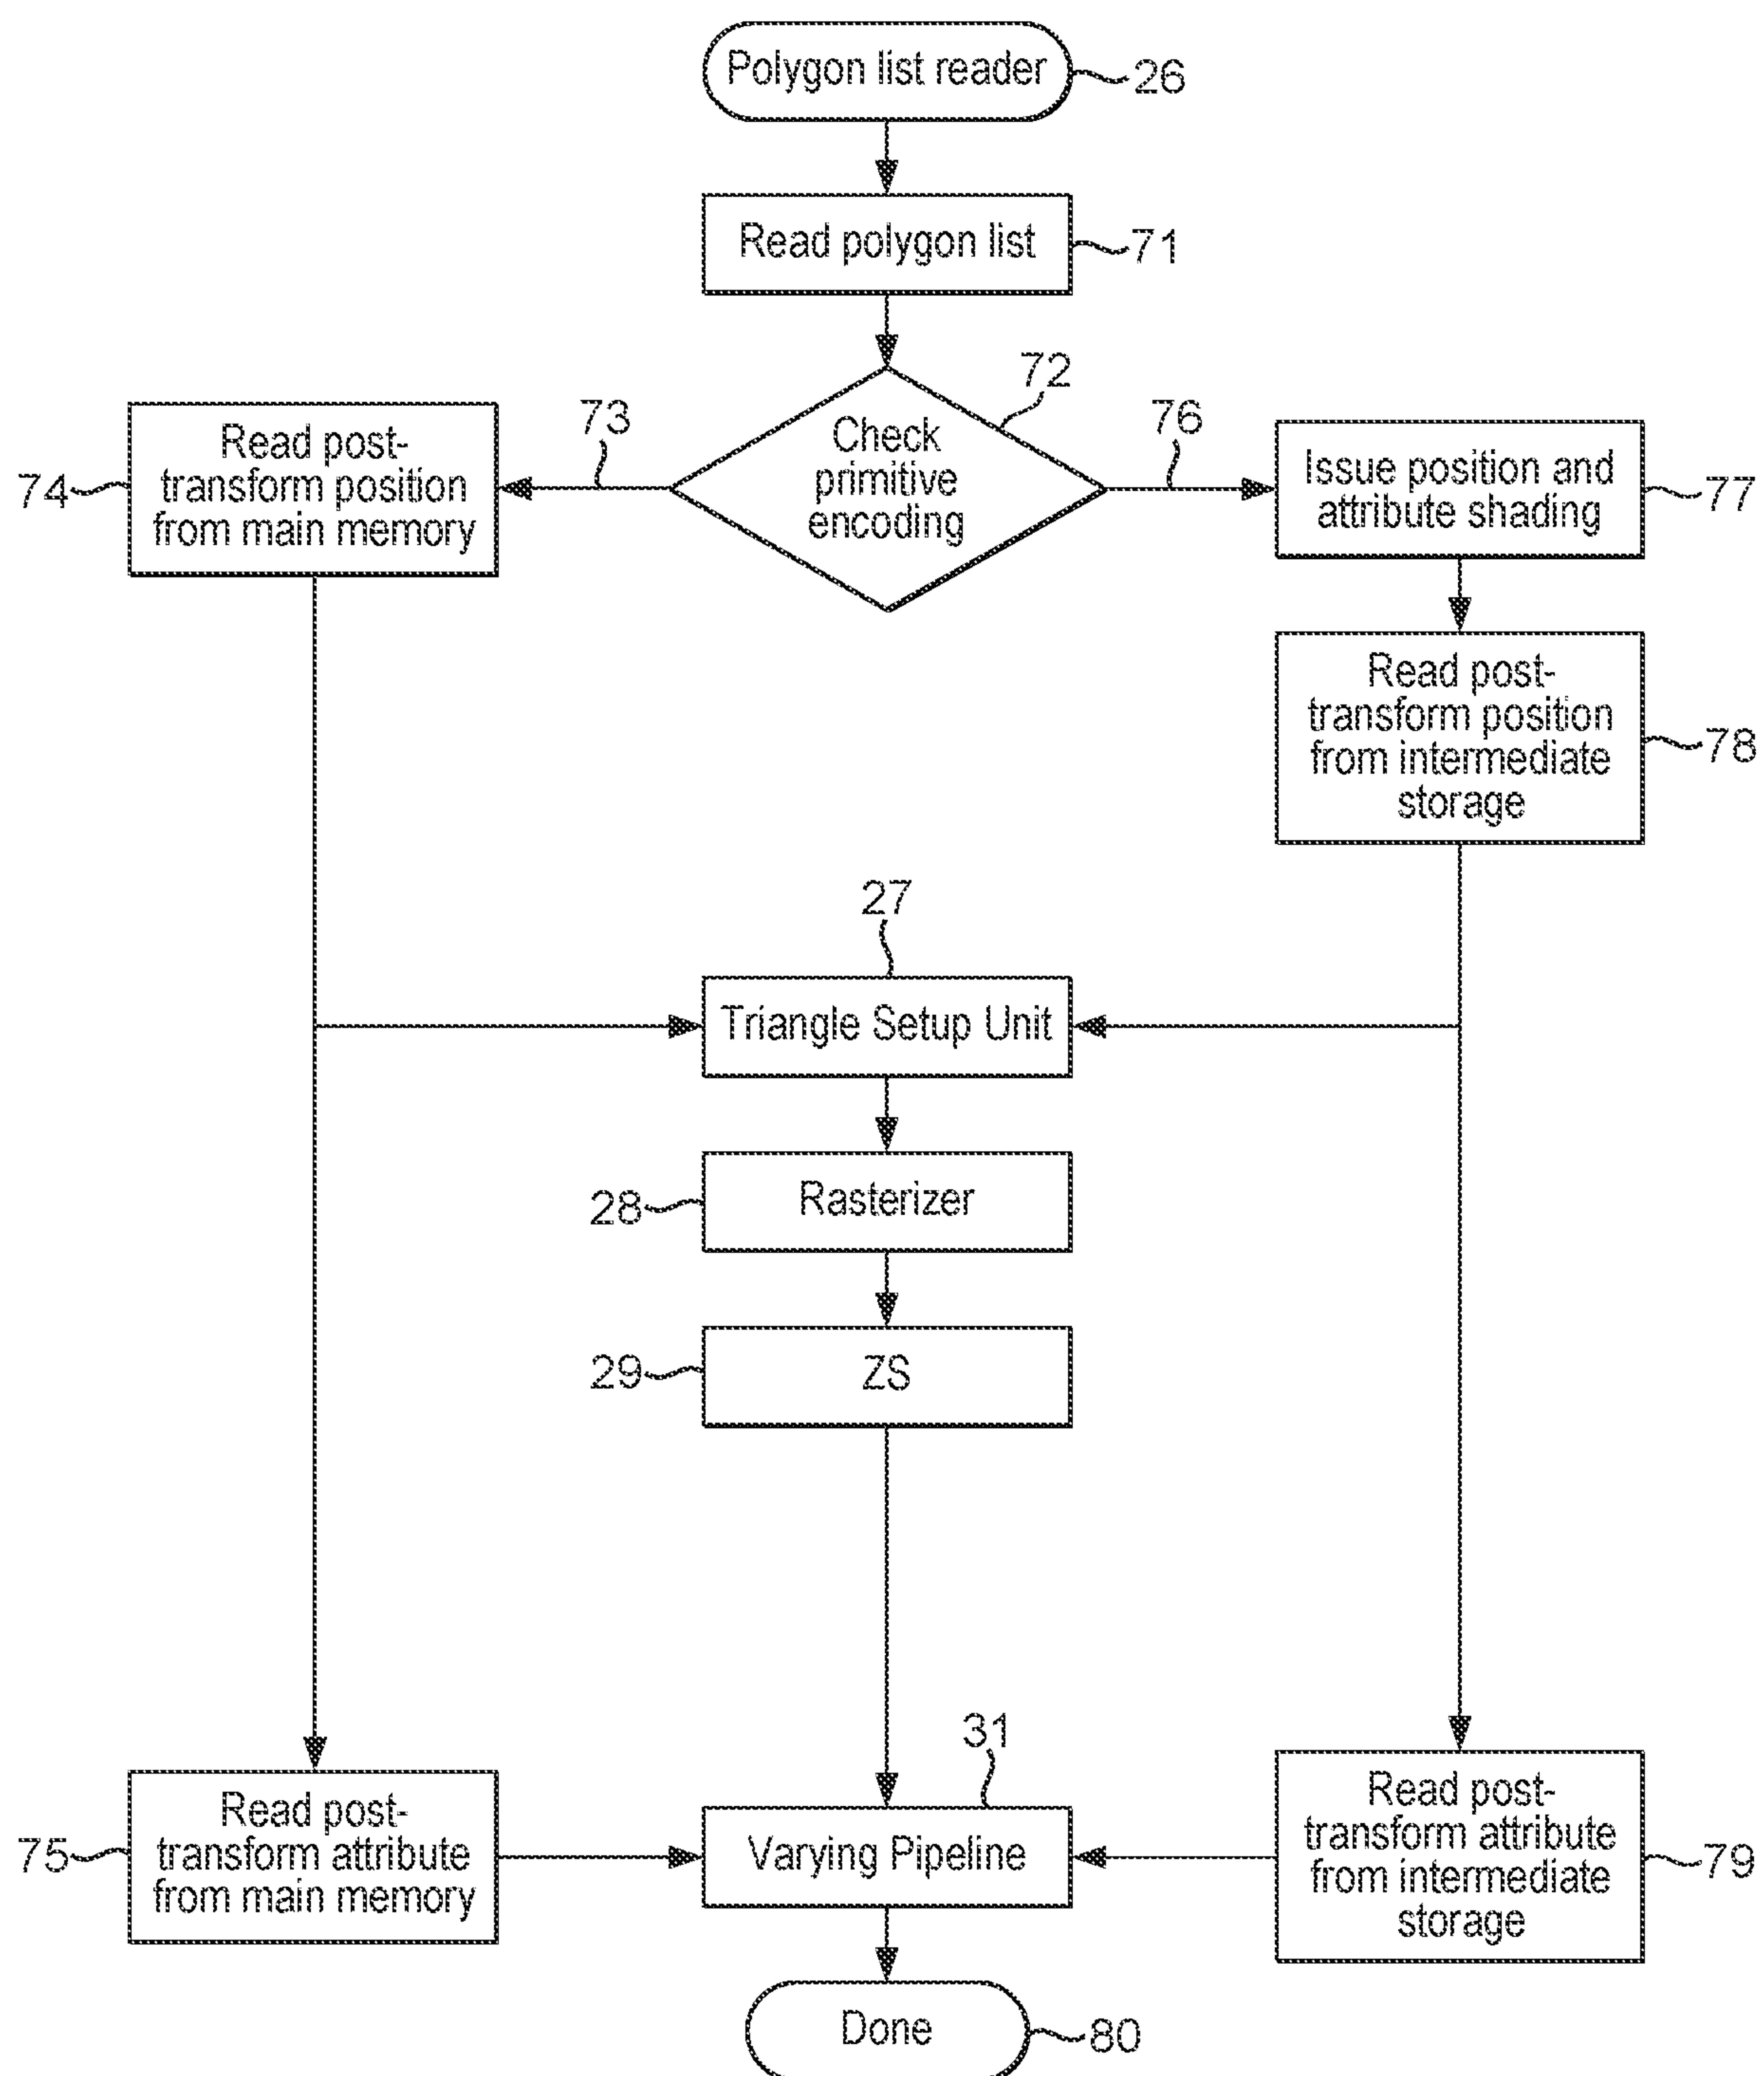 Polygon list reader
26
Read polygon list
71
72
Check
primitive
encoding
73
76
Read post-
transform position
from main memory
74
Issue position and
attribute shading
77
Read post-
transform position
from intermediate
storage
78
27
Triangle Setup Unit
Rasterizer
28
ZS
29
31
Varying Pipeline
Read post-
transform attribute
from main memory
75
Read post-
transform attribute
from intermediate
storage
79
Done
80